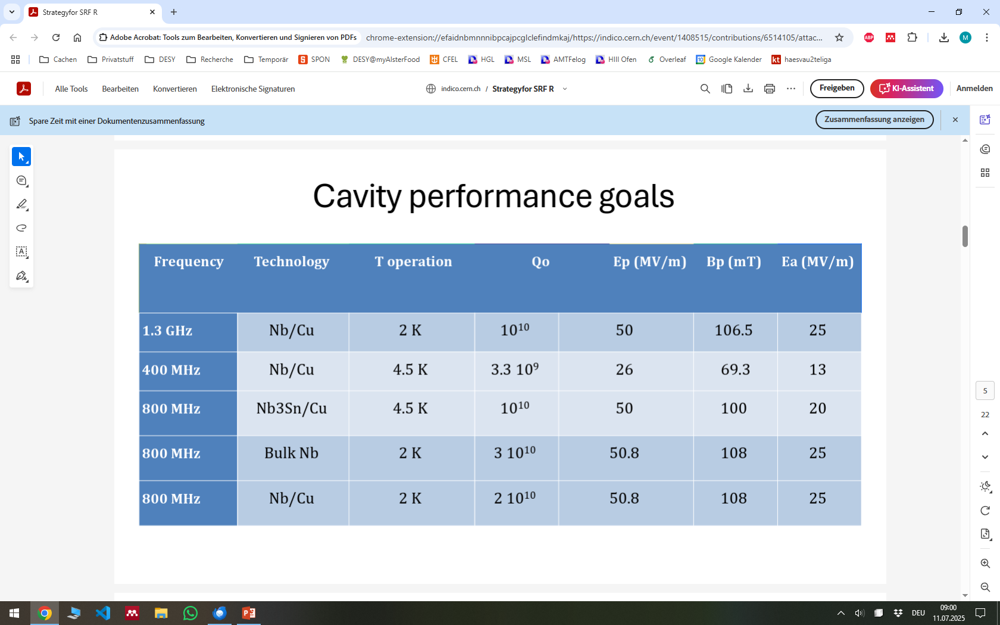 Strategyfor SRF R
Adobe Acrobat: Tools zum Bearbeiten, Konvertieren und Signieren von PDFs
chrome-extension://efaidnbmnnnibpcajpcglclefindmkaj/https://indico.cern.ch/event/1408515/contributions/6514105/attac...
ABP
M
Cachen
Privatstuff
DESY
Recherche
Temporär
SPON
DESY@myAlsterFood
CFEL
HGL
MSL
AMTFelog
HIII Ofen
Overleaf
Google Kalender
haesvau2teliga
Alle Tools
Bearbeiten
Konvertieren
Elektronische Signaturen
indico.cern.ch / Strategyfor SRF R
Freigeben
KI-Assistent
Anmelden
Spare Zeit mit einer Dokumentenzusammenfassung
Zusammenfassung anzeigen
Cavity performance goals
Frequency Technology T operation Qo Ep (MV/m) Bp (mT) Ea (MV/m)
1.3 GHz Nb/Cu 2 K 10¹⁰ 50 106.5 25
400 MHz Nb/Cu 4.5 K 3.3 10⁹ 26 69.3 13
800 MHz Nb3Sn/Cu 4.5 K 10¹⁰ 50 100 20
800 MHz Bulk Nb 2 K 3 10¹⁰ 50.8 108 25
800 MHz Nb/Cu 2 K 2 10¹⁰ 50.8 108 25
5
22
DEU
09:00
11.07.2025